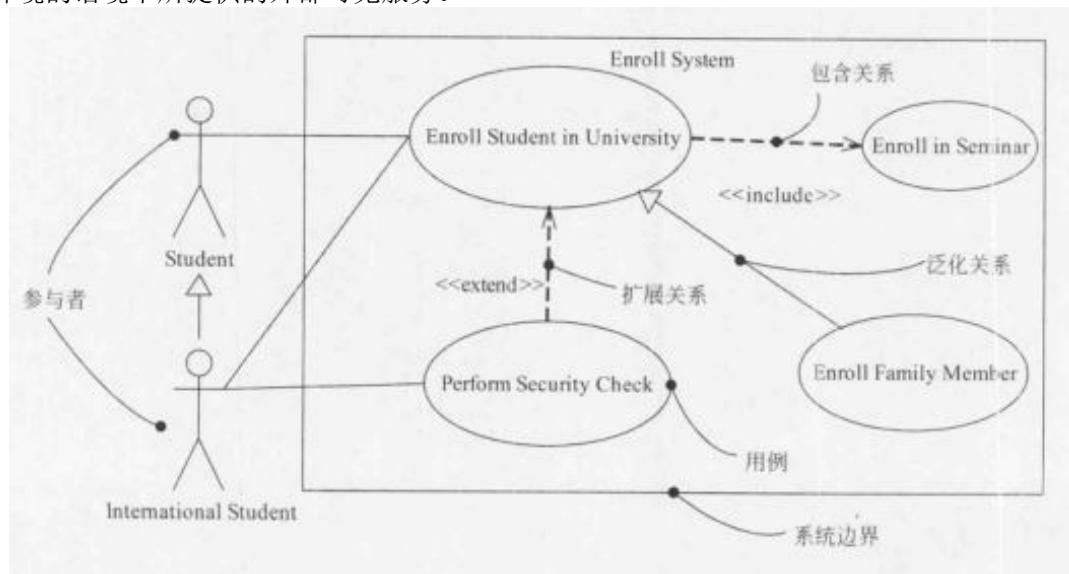 Enroll System
包含关系
Enroll Student in University
Enroll in Seminar
<<include>>
Student
参与者
<<extend>>
扩展关系
泛化关系
Perform Security Check
Enroll Family Member
用例
International Student
系统边界